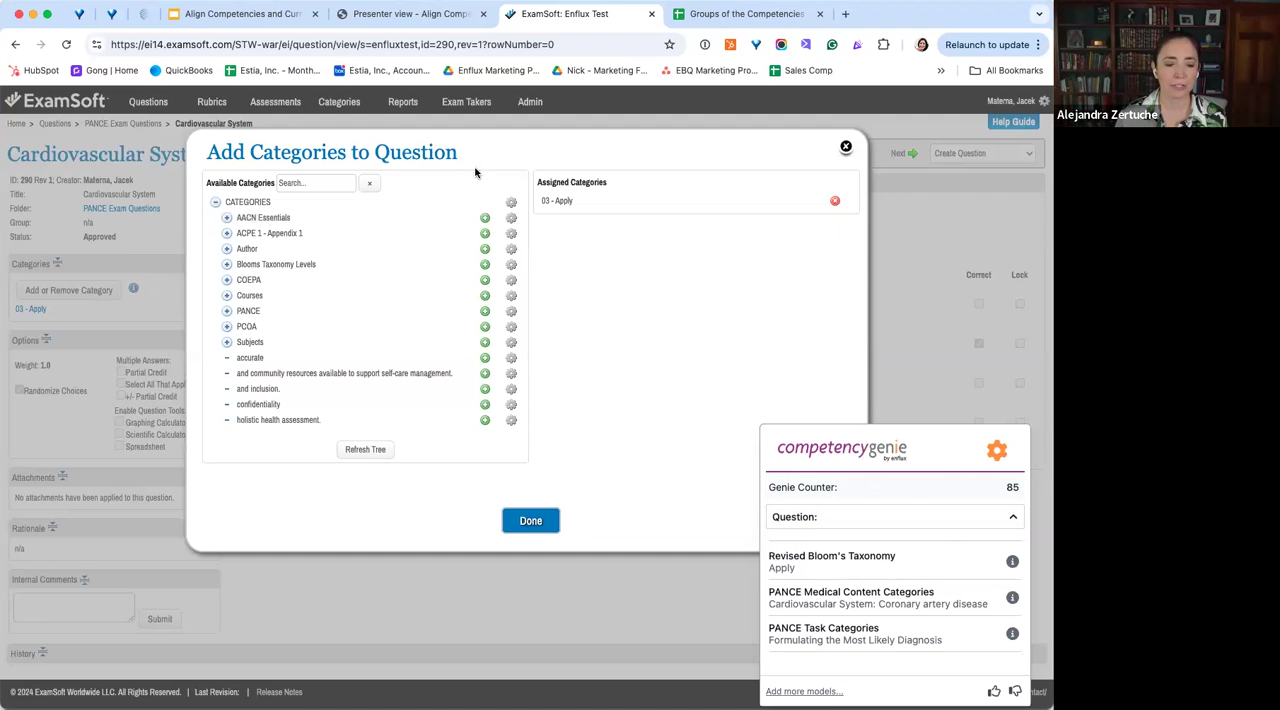 Align Competencies and Curr
Presenter view - Align Compe
ExamSoft: Enflux Test
Groups of the Competencies
https://ei14.examsoft.com/STW-war/ei/question/view/s=enfluxtest,id=290,rev=1?rowNumber=0
Relaunch to update
HubSpot
Gong | Home
QuickBooks
Estia, Inc. - Month...
Estia, Inc., Accoun...
Enflux Marketing P...
Nick - Marketing F...
EBQ Marketing Pro...
Sales Comp
»
All Bookmarks
ExamSoft
Questions
Rubrics
Assessments
Categories
Reports
Exam Takers
Admin
Materna, Jacek
Home > Questions > PANCE Exam Questions > Cardiovascular System
Help Guide
Cardiovascular Syst
Next
Create Question
ID: 290 Rev 1; Creator: Materna, Jacek
Title: Cardiovascular System
Folder: PANCE Exam Questions
Group: n/a
Status: Approved
Categories
Add or Remove Category
03 - Apply
Options
Weight: 1.0
Randomize Choices
Multiple Answers:
Partial Credit
Select All That Appl
+/- Partial Credit
Enable Question Tools:
Graphing Calculato
Scientific Calculato
Spreadsheet
Attachments
No attachments have been applied to this question.
Rationale
n/a
Internal Comments
Submit
History
Correct
Lock
Add Categories to Question
Available Categories
Search...
×
CATEGORIES
AACN Essentials
ACPE 1 - Appendix 1
Author
Blooms Taxonomy Levels
COEPA
Courses
PANCE
PCOA
Subjects
accurate
and community resources available to support self-care management.
and inclusion.
confidentiality
holistic health assessment.
Refresh Tree
Assigned Categories
03 - Apply
Done
competencygenie
by enflux
Genie Counter: 85
Question:
Revised Bloom's Taxonomy
Apply
PANCE Medical Content Categories
Cardiovascular System: Coronary artery disease
PANCE Task Categories
Formulating the Most Likely Diagnosis
Add more models...
© 2024 ExamSoft Worldwide LLC. All Rights Reserved. | Last Revision: | Release Notes
ntact/
Alejandra Zertuche